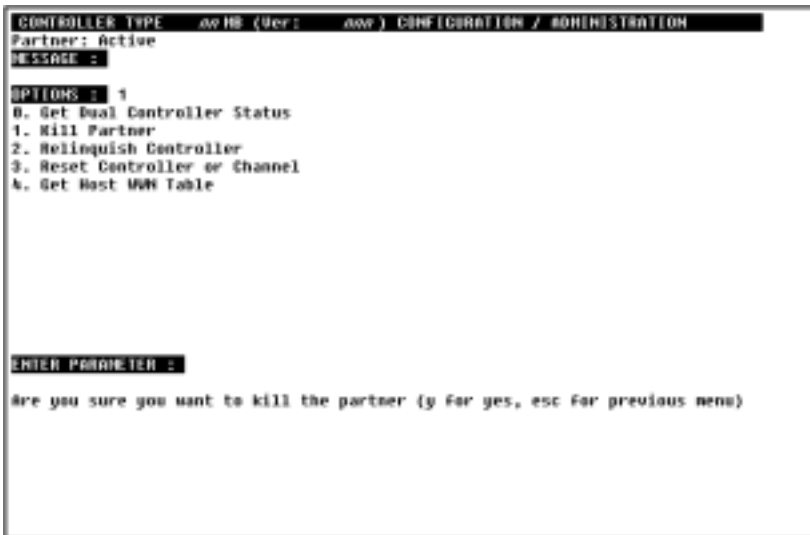 CONTROLLER TYPE nn MB (Ver: nnn) CONFIGURATION / ADMINISTRATION
Partner: Active
MESSAGE :
OPTIONS : 1
0. Get Dual Controller Status
1. Kill Partner
2. Relinquish Controller
3. Reset Controller or Channel
4. Get Host WWN Table
ENTER PARAMETER :
Are you sure you want to kill the partner (y for yes, esc for previous menu)